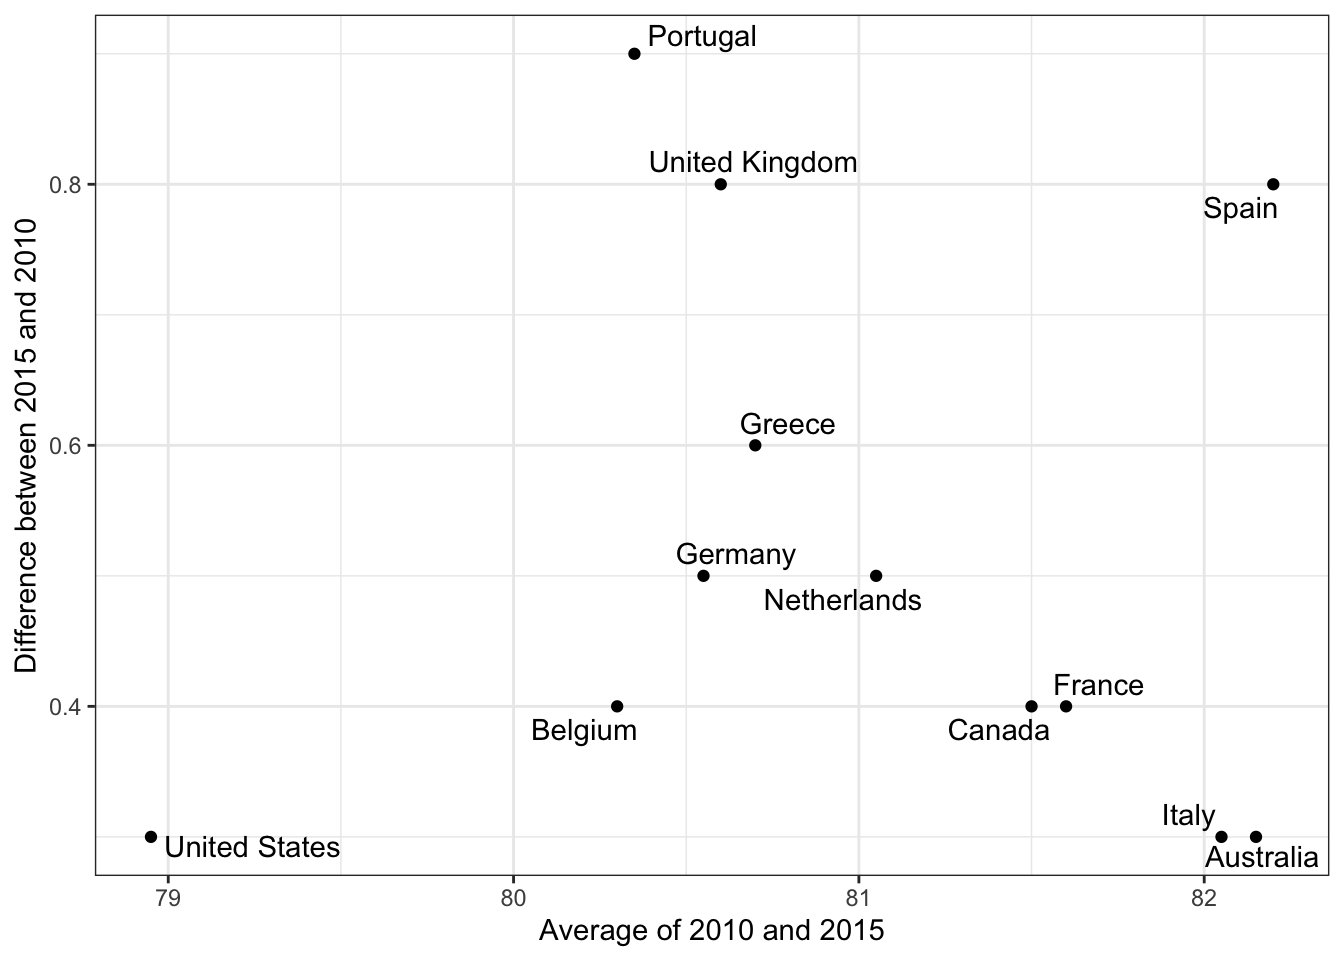 Portugal
United Kingdom
0.8
Spain
Difference between 2015 and 2010
Greece
0.6
Germany
Netherlands
France
0.4
Belgium
Canada
Italy
United States
Australia
79
80
81
82
Average of 2010 and 2015